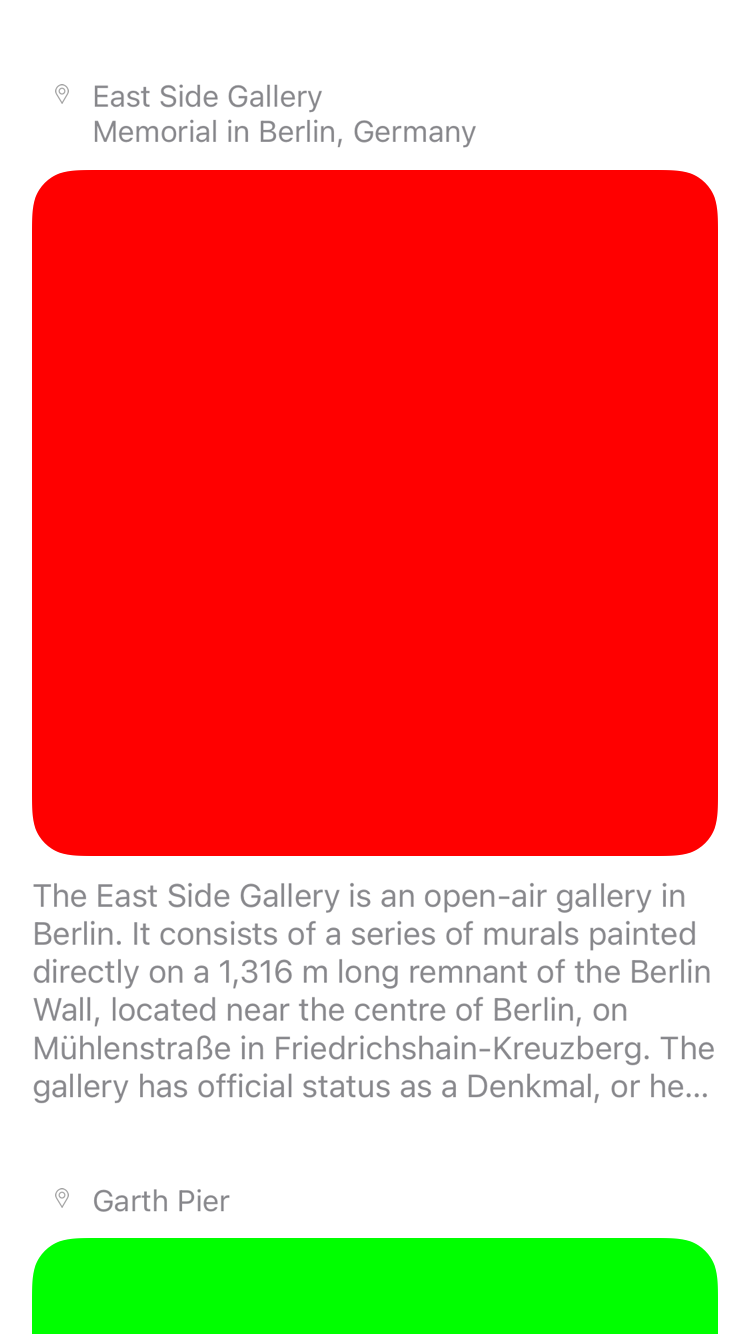 East Side Gallery
Memorial in Berlin, Germany
The East Side Gallery is an open-air gallery in
Berlin. It consists of a series of murals painted
directly on a 1,316 m long remnant of the Berlin
Wall, located near the centre of Berlin, on
Mühlenstraße in Friedrichshain-Kreuzberg. The
gallery has official status as a Denkmal, or he...
Garth Pier